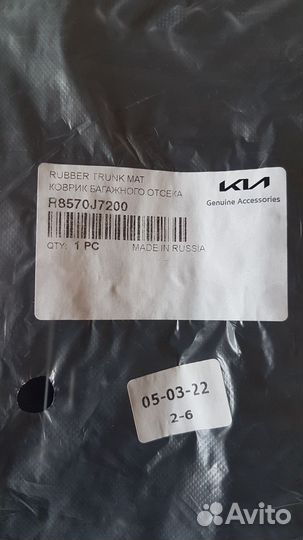 RUBBER TRUNK MAT
КОВРИК БАГАЖНОГО ОТСЕКА
R8570J7200
QTY: 1 PC MADE IN RUSSIA
KIA
Genuine Accessories
05-03-22
2-6
Avito